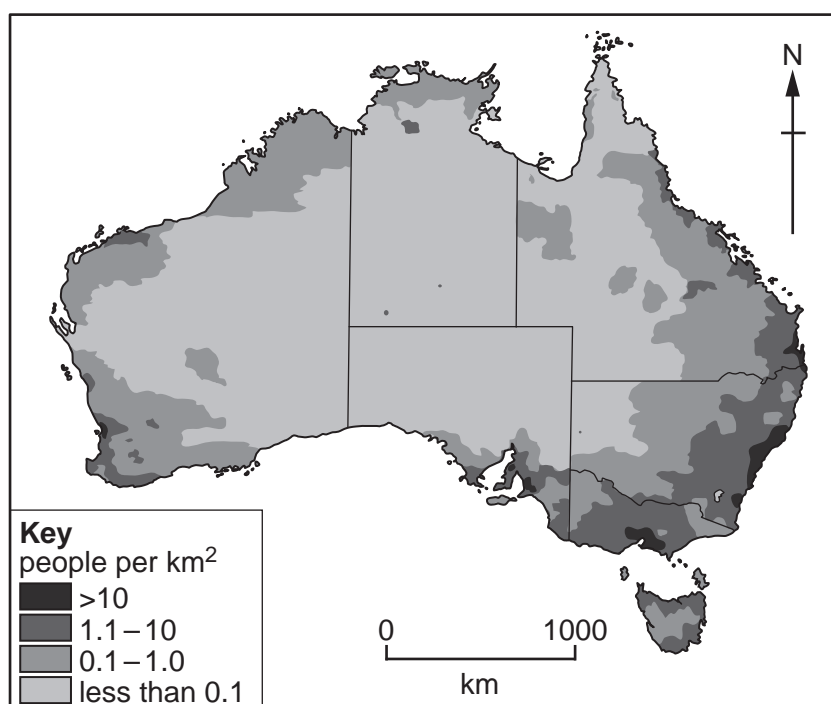 N
Key
people per km²
>10
1.1–10
0.1–1.0
less than 0.1
0 1000
km